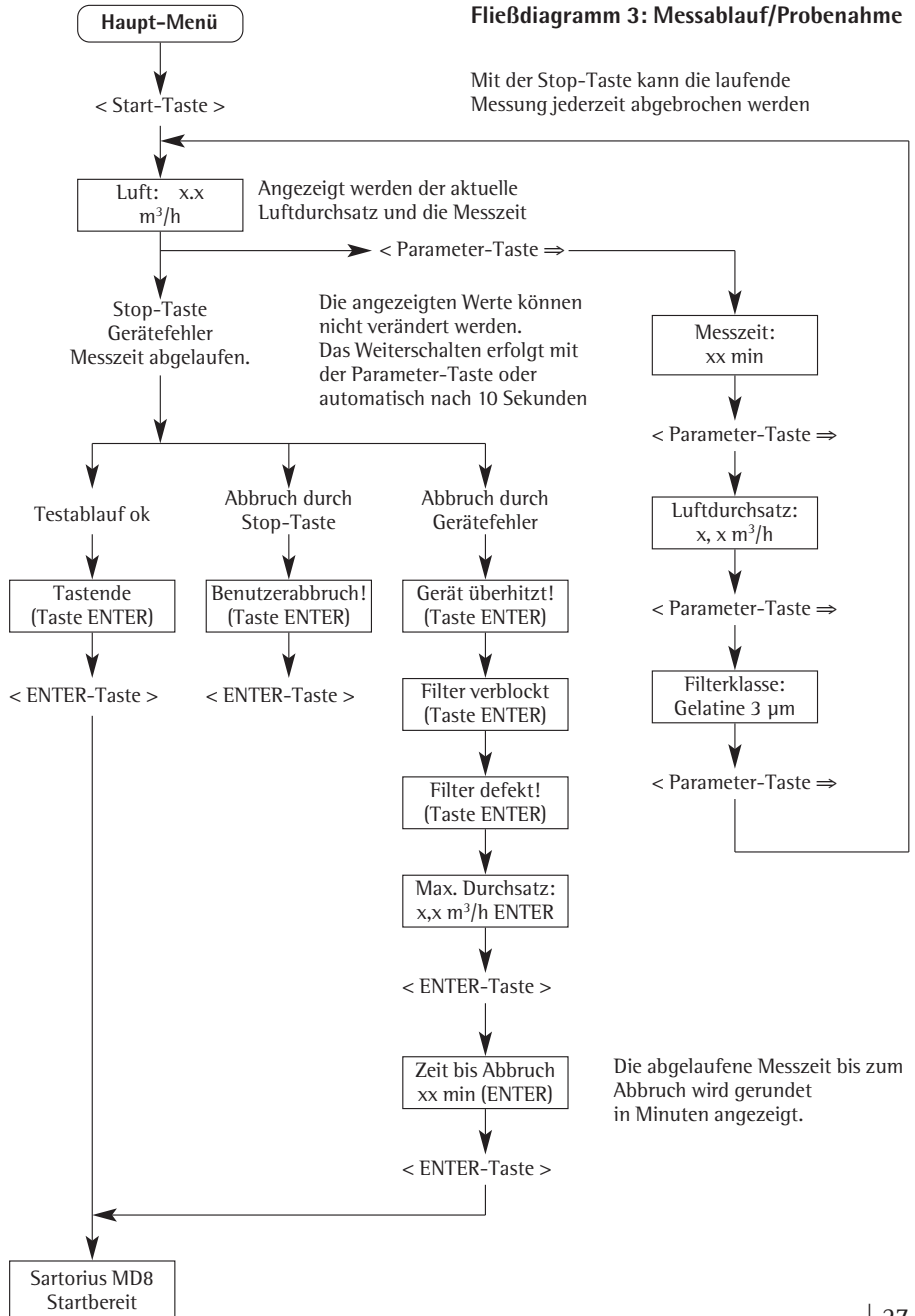 Haupt-Menü
Fließdiagramm 3: Messablauf/Probenahme
Mit der Stop-Taste kann die laufende
Messung jederzeit abgebrochen werden
< Start-Taste >
Luft: x.x
m³/h
Angezeigt werden der aktuelle
Luftdurchsatz und die Messzeit
< Parameter-Taste ⇒
Stop-Taste
Gerätefehler
Messzeit abgelaufen.
Die angezeigten Werte können
nicht verändert werden.
Das Weiterschalten erfolgt mit
der Parameter-Taste oder
automatisch nach 10 Sekunden
Messzeit:
xx min
< Parameter-Taste ⇒
Luftdurchsatz:
x, x m³/h
< Parameter-Taste ⇒
Filterklasse:
Gelatine 3 µm
< Parameter-Taste ⇒
Testablauf ok
Tastende
(Taste ENTER)
< ENTER-Taste >
Abbruch durch
Stop-Taste
Benutzerabbruch!
(Taste ENTER)
< ENTER-Taste >
Abbruch durch
Gerätefehler
Gerät überhitzt!
(Taste ENTER)
Filter verblockt
(Taste ENTER)
Filter defekt!
(Taste ENTER)
Max. Durchsatz:
x,x m³/h ENTER
< ENTER-Taste >
Zeit bis Abbruch
xx min (ENTER)
Die abgelaufene Messzeit bis zum
Abbruch wird gerundet
in Minuten angezeigt.
< ENTER-Taste >
Sartorius MD8
Startbereit